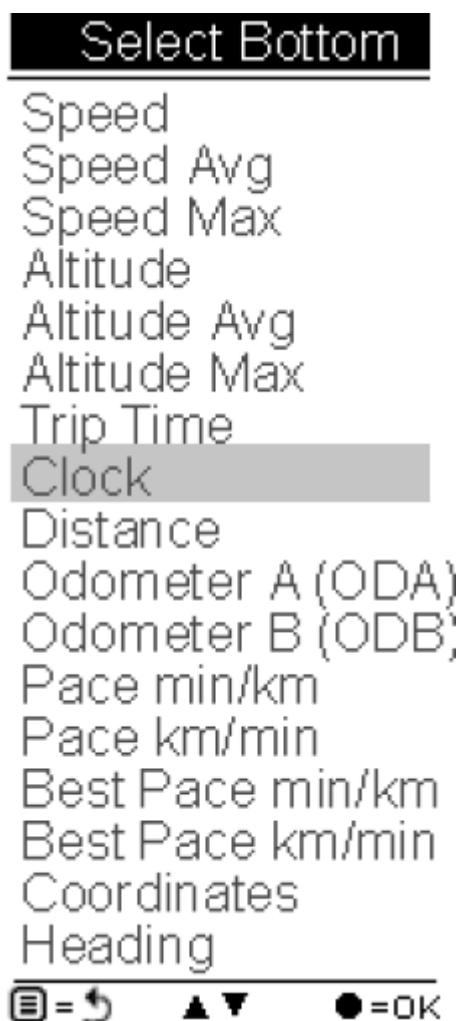 Select Bottom
Speed
Speed Avg
Speed Max
Altitude
Altitude Avg
Altitude Max
Trip Time
Clock
Distance
Odometer A (ODA)
Odometer B (ODB)
Pace min/km
Pace km/min
Best Pace min/km
Best Pace km/min
Coordinates
Heading
= =OK